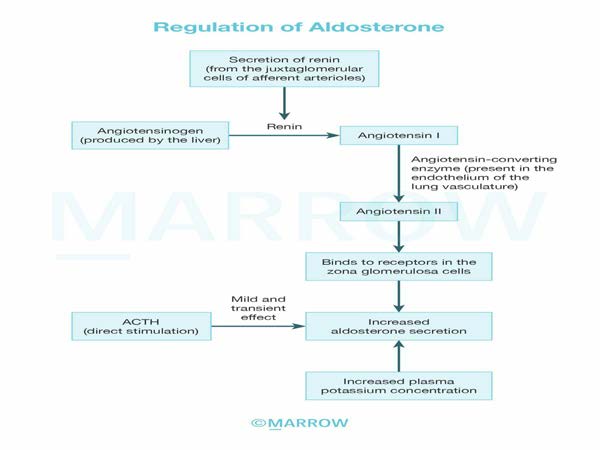 Regulation of Aldosterone
Secretion of renin
(from the juxtaglomerular
cells of afferent arterioles)
Angiotensinogen
(produced by the liver)
Renin
Angiotensin I
Angiotensin-converting
enzyme (present in the
endothelium of the
lung vasculature)
MARROW
Angiotensin II
Binds to receptors in the
zona glomerulosa cells
ACTH
(direct stimulation)
Mild and
transient
effect
Increased
aldosterone secretion
Increased plasma
potassium concentration
©MARROW